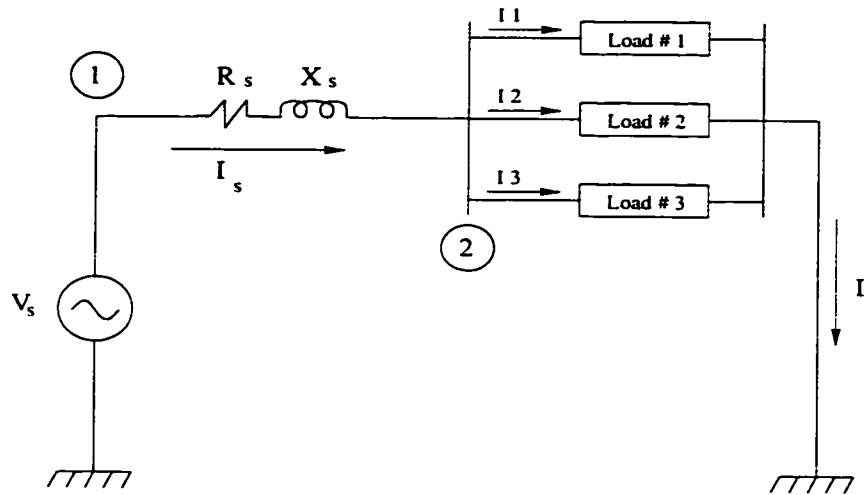 I 1
Load # 1
1
R s
X s
I 2
Load # 2
I s
I 3
Load # 3
2
V s
I